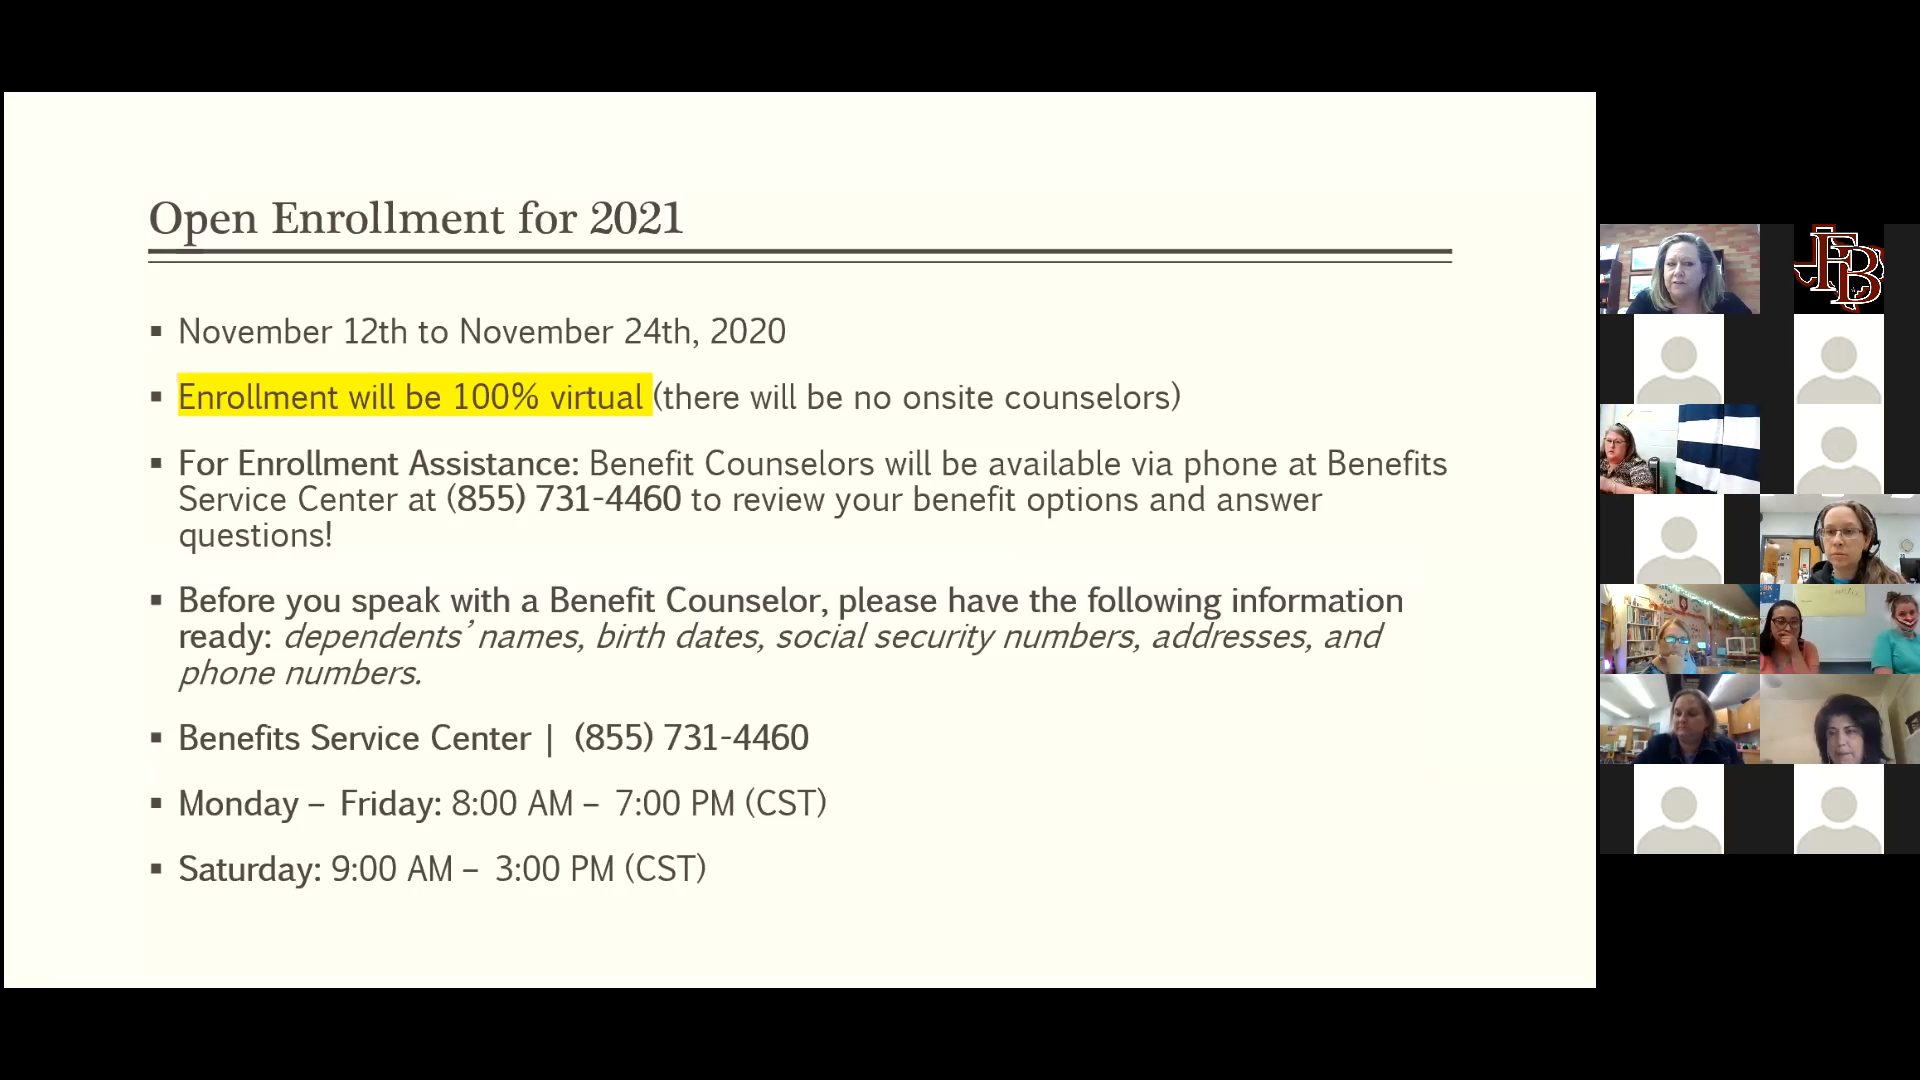 Open Enrollment for 2021
▪ November 12th to November 24th, 2020
▪ Enrollment will be 100% virtual (there will be no onsite counselors)
▪ For Enrollment Assistance: Benefit Counselors will be available via phone at Benefits
Service Center at (855) 731-4460 to review your benefit options and answer
questions!
▪ Before you speak with a Benefit Counselor, please have the following information
ready: dependents’ names, birth dates, social security numbers, addresses, and
phone numbers.
▪ Benefits Service Center | (855) 731-4460
▪ Monday – Friday: 8:00 AM – 7:00 PM (CST)
▪ Saturday: 9:00 AM – 3:00 PM (CST)
FB